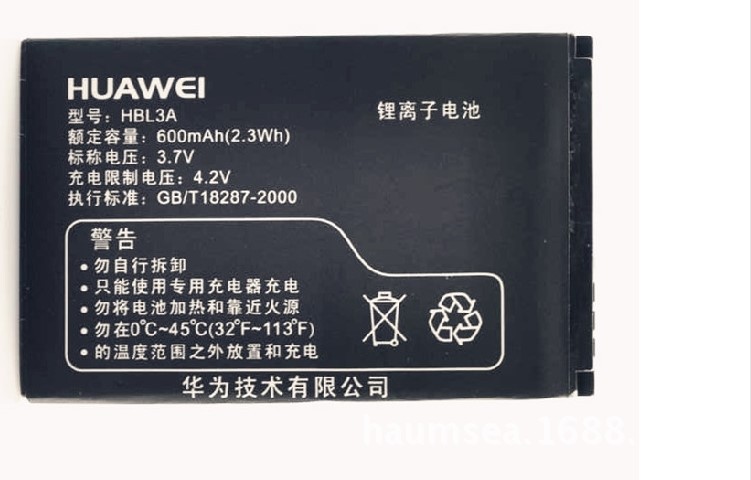 HUAWEI
型号：HBL3A
锂离子电池
额定容量：600mAh(2.3Wh)
标称电压：3.7V
充电限制电压：4.2V
执行标准：GB/T18287-2000
警告
•勿自行拆卸
•只能使用专用充电器充电
•勿将电池加热和靠近火源
•勿在0℃~45℃(32℉~113℉)
•的温度范围之外放置和充电
华为技术有限公司
haumsea.1688.